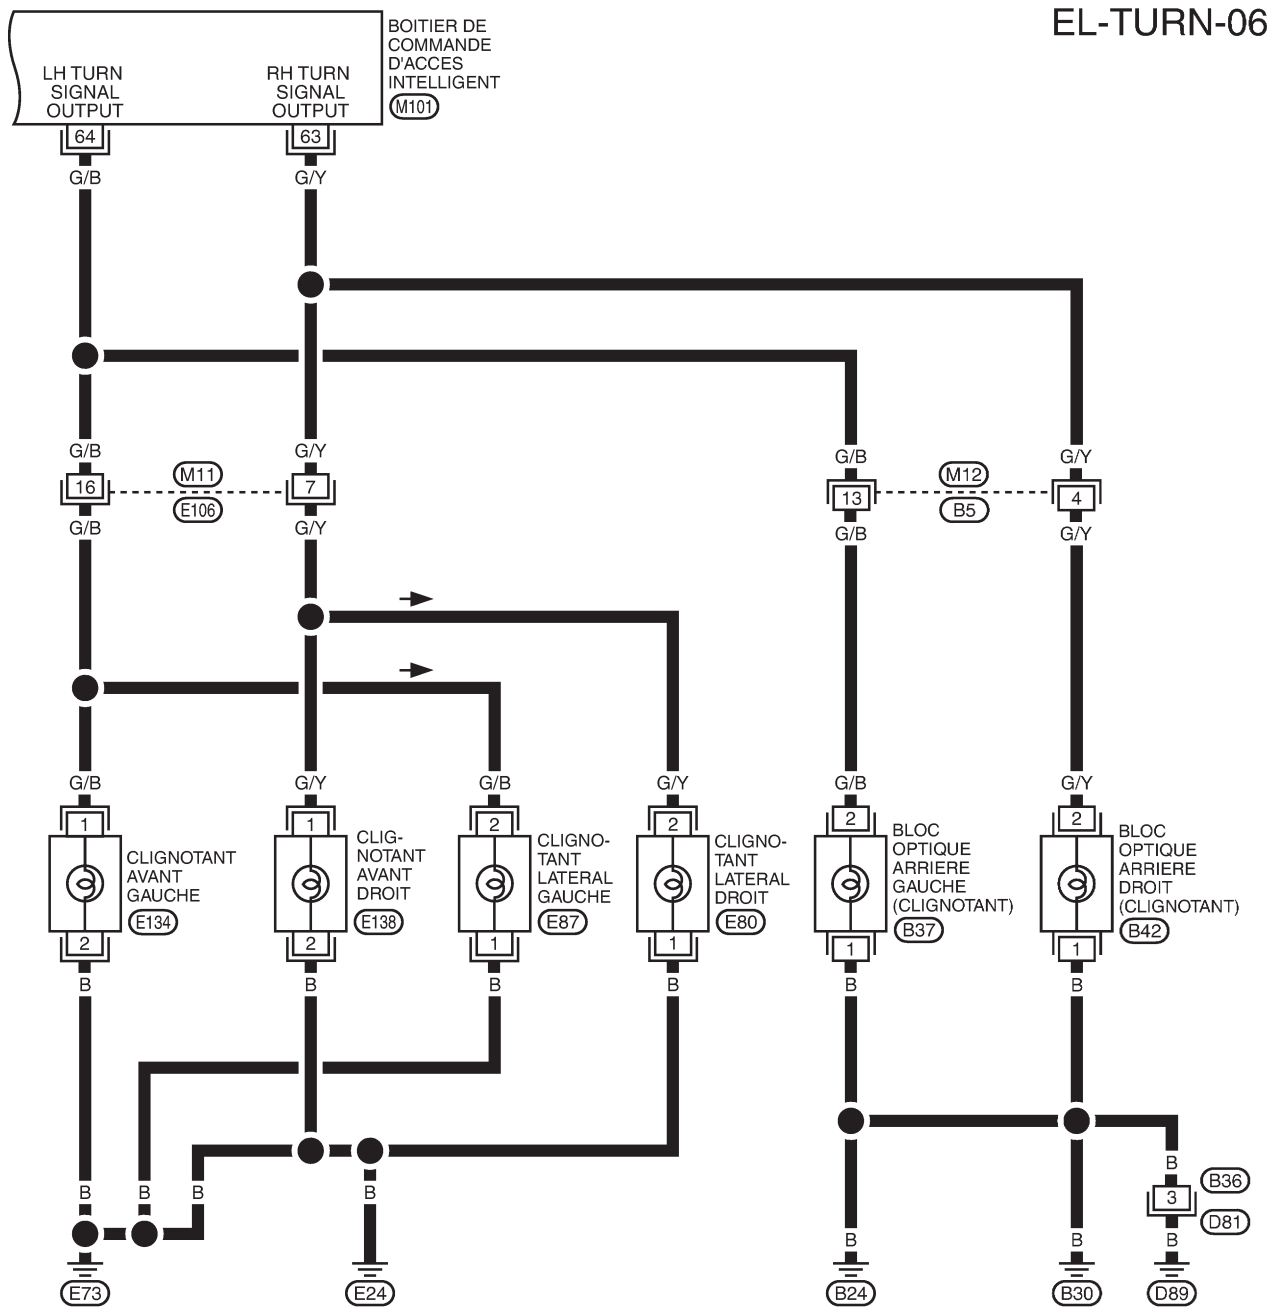 EL-TURN-06
BOITIER DE
COMMANDE
D'ACCES
INTELLIGENT
M101
LH TURN
SIGNAL
OUTPUT
RH TURN
SIGNAL
OUTPUT
64
63
G/B
G/Y
G/B
G/Y
G/B
G/Y
16
M11
E106
7
13
M12
B5
4
G/B
G/Y
G/B
G/Y
G/B
G/Y
G/B
G/Y
G/B
G/Y
1
1
2
2
2
2
CLIGNOTANT
AVANT
GAUCHE
E134
CLIG-
NOTANT
AVANT
DROIT
E138
CLIGNO-
TANT
LATERAL
GAUCHE
E87
CLIGNO-
TANT
LATERAL
DROIT
E80
BLOC
OPTIQUE
ARRIERE
GAUCHE
(CLIGNOTANT)
B37
BLOC
OPTIQUE
ARRIERE
DROIT
(CLIGNOTANT)
B42
2
2
1
1
1
1
B
B
B
B
B
B
B
B
B
B
B
3
B36
D81
B
B
B
E73
E24
B24
B30
D89